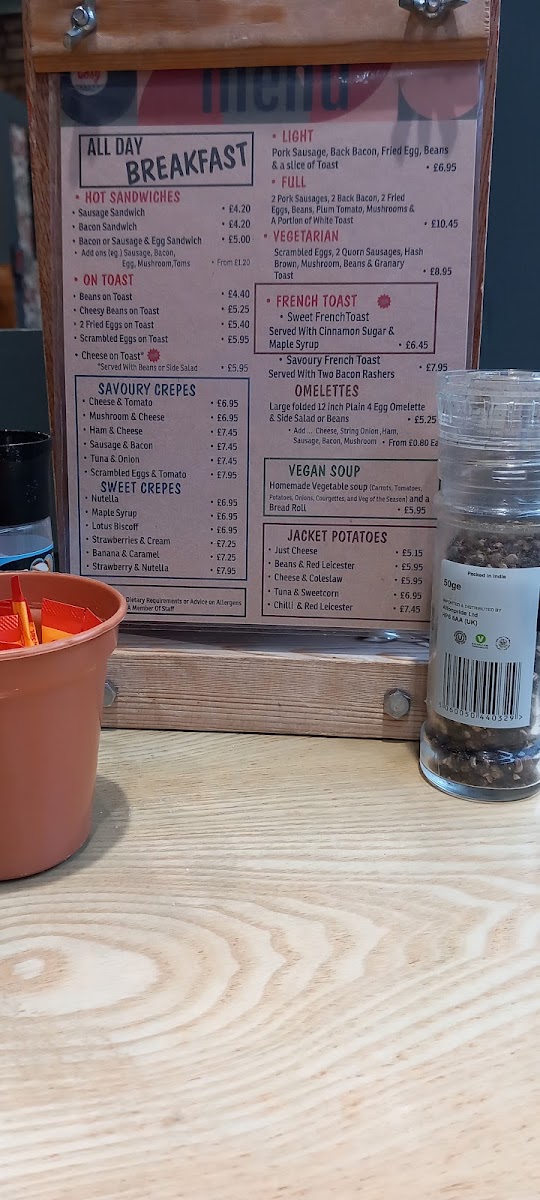 menu
ALL DAY
BREAKFAST
• HOT SANDWICHES
• Sausage Sandwich • £4.20
• Bacon Sandwich • £4.20
• Bacon or Sausage & Egg Sandwich • £5.00
• Add ons (eg.) Sausage, Bacon,
Egg, Mushroom,Toms • From £1.20
• ON TOAST
• Beans on Toast • £4.40
• Cheesy Beans on Toast • £5.25
• 2 Fried Eggs on Toast • £5.40
• Scrambled Eggs on Toast • £5.95
• Cheese on Toast*
*Served With Beans or Side Salad • £5.95
SAVOURY CREPES
• Cheese & Tomato • £6.95
• Mushroom & Cheese • £6.95
• Ham & Cheese • £7.45
• Sausage & Bacon • £7.45
• Tuna & Onion • £7.45
• Scrambled Eggs & Tomato • £7.95
SWEET CREPES
• Nutella • £6.95
• Maple Syrup • £6.95
• Lotus Biscoff • £6.95
• Strawberries & Cream • £7.25
• Banana & Caramel • £7.25
• Strawberry & Nutella • £7.95
Dietary Requirements or Advice on Allergens
A Member Of Staff
• LIGHT
Pork Sausage, Back Bacon, Fried Egg, Beans
& a slice of Toast • £6.95
• FULL
2 Pork Sausages, 2 Back Bacon, 2 Fried
Eggs, Beans, Plum Tomato, Mushrooms &
A Portion of White Toast • £10.45
• VEGETARIAN
Scrambled Eggs, 2 Quorn Sausages, Hash
Brown, Mushroom, Beans & Granary
Toast • £8.95
• FRENCH TOAST
• Sweet FrenchToast
Served With Cinnamon Sugar &
Maple Syrup • £6.45
• Savoury French Toast • £7.95
Served With Two Bacon Rashers
OMELETTES
Large folded 12 inch Plain 4 Egg Omelette
& Side Salad or Beans • £5.25
• Add ... Cheese, String Onion ,Ham,
Sausage, Bacon, Mushroom • From £0.80 Ea
VEGAN SOUP
Homemade Vegetable soup (Carrots, Tomatoes,
Potatoes, Onions, Courgettes, and Veg of the Season) and a
Bread Roll • £5.95
JACKET POTATOES
• Just Cheese • £5.15
• Beans & Red Leicester • £5.95
• Cheese & Coleslaw • £5.95
• Tuna & Sweetcorn • £6.95
• Chilli & Red Leicester • £7.45
Packed in India
50g e
IMPORTED & DISTRIBUTED BY
Ltd
(UK)